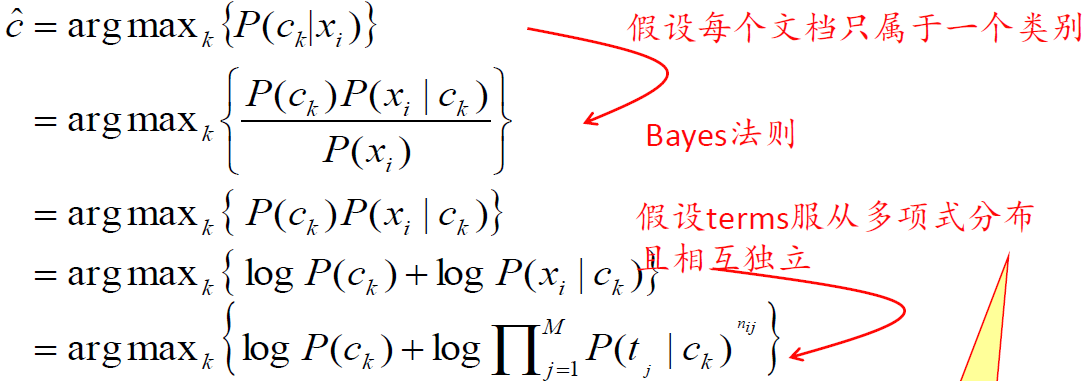 ĉ = arg max_k {P(c_k|x_i)} 假设每个文档只属于一个类别
= arg max_k { P(c_k)P(x_i | c_k) / P(x_i) } Bayes法则
= arg max_k { P(c_k)P(x_i | c_k)} 假设terms服从多项式分布
= arg max_k { log P(c_k) + log P(x_i | c_k)} 且相互独立
= arg max_k { log P(c_k) + log ∏_{j=1}^{M} P(t_j | c_k)^{n_{ij}} }